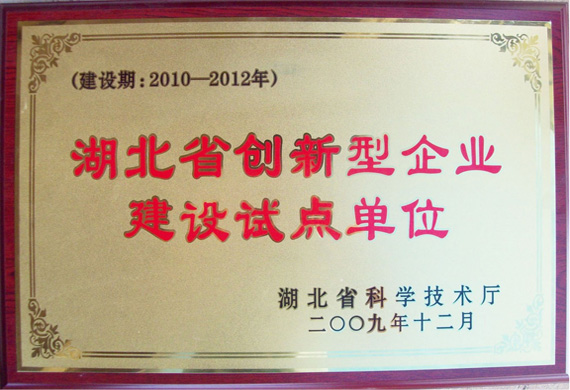 (建设期:2010—2012年)
湖北省创新型企业
建设试点单位
湖北省科学技术厅
二〇〇九年十二月